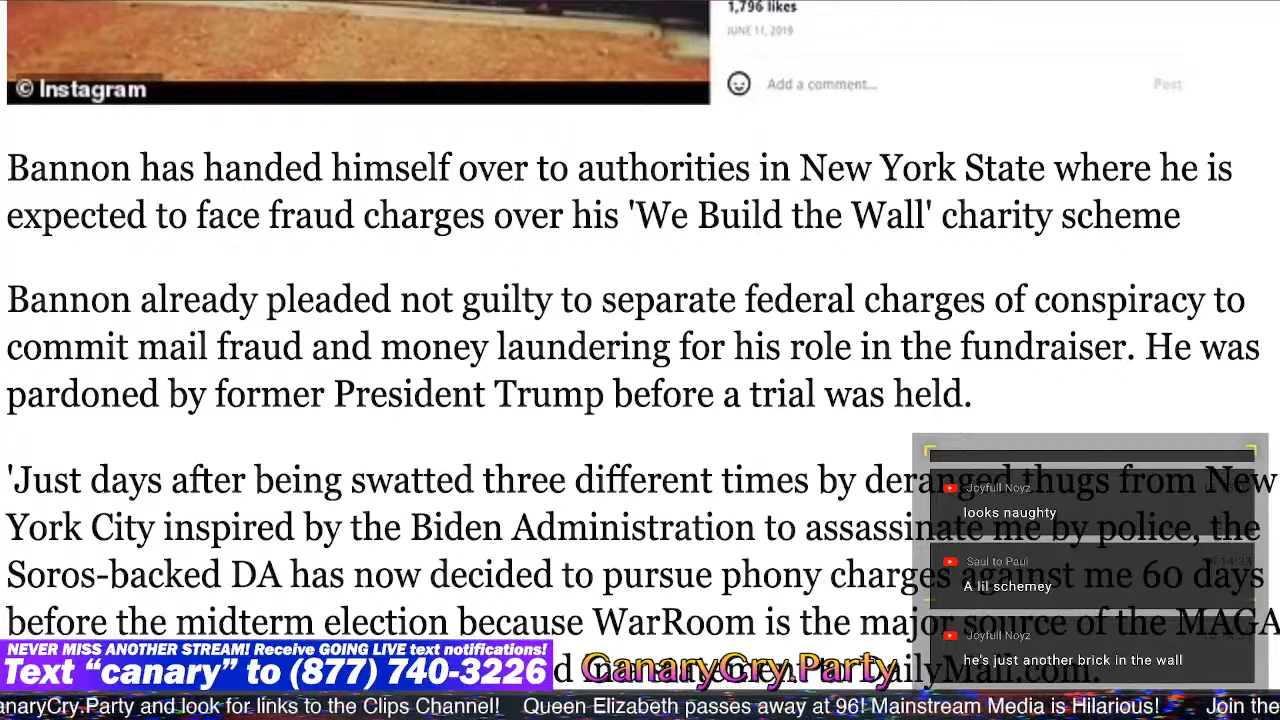 1,796 likes
JUNE 11, 2019
© Instagram
Add a comment...
Post
Bannon has handed himself over to authorities in New York State where he is
expected to face fraud charges over his 'We Build the Wall' charity scheme
Bannon already pleaded not guilty to separate federal charges of conspiracy to
commit mail fraud and money laundering for his role in the fundraiser. He was
pardoned by former President Trump before a trial was held.
'Just days after being swatted three different times by deranged thugs from New
York City inspired by the Biden Administration to assassinate me by police, the
Soros-backed DA has now decided to pursue phony charges against me 60 days
before the midterm election because WarRoom is the major source of the MAGA
DailyMail.com.
Joyfull Noyz
looks naughty
Saul to Paul
A lil schemey
Joyfull Noyz
he's just another brick in the wall
NEVER MISS ANOTHER STREAM! Receive GOING LIVE text notifications!
Text “canary” to (877) 740-3226
CanaryCry.Party
anaryCry.Party and look for links to the Clips Channel! Queen Elizabeth passes away at 96! Mainstream Media is Hilarious! Join the